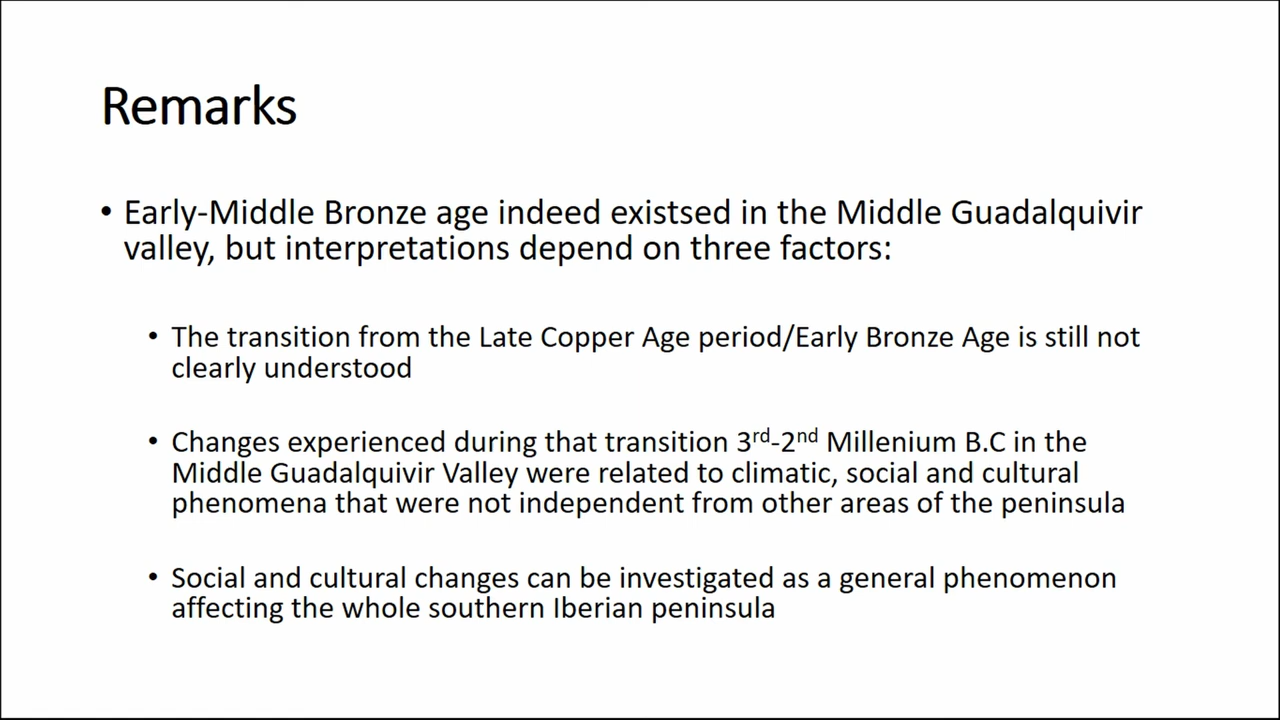 Remarks
• Early-Middle Bronze age indeed existsed in the Middle Guadalquivir
valley, but interpretations depend on three factors:
• The transition from the Late Copper Age period/Early Bronze Age is still not
clearly understood
• Changes experienced during that transition 3rd-2nd Millenium B.C in the
Middle Guadalquivir Valley were related to climatic, social and cultural
phenomena that were not independent from other areas of the peninsula
• Social and cultural changes can be investigated as a general phenomenon
affecting the whole southern Iberian peninsula